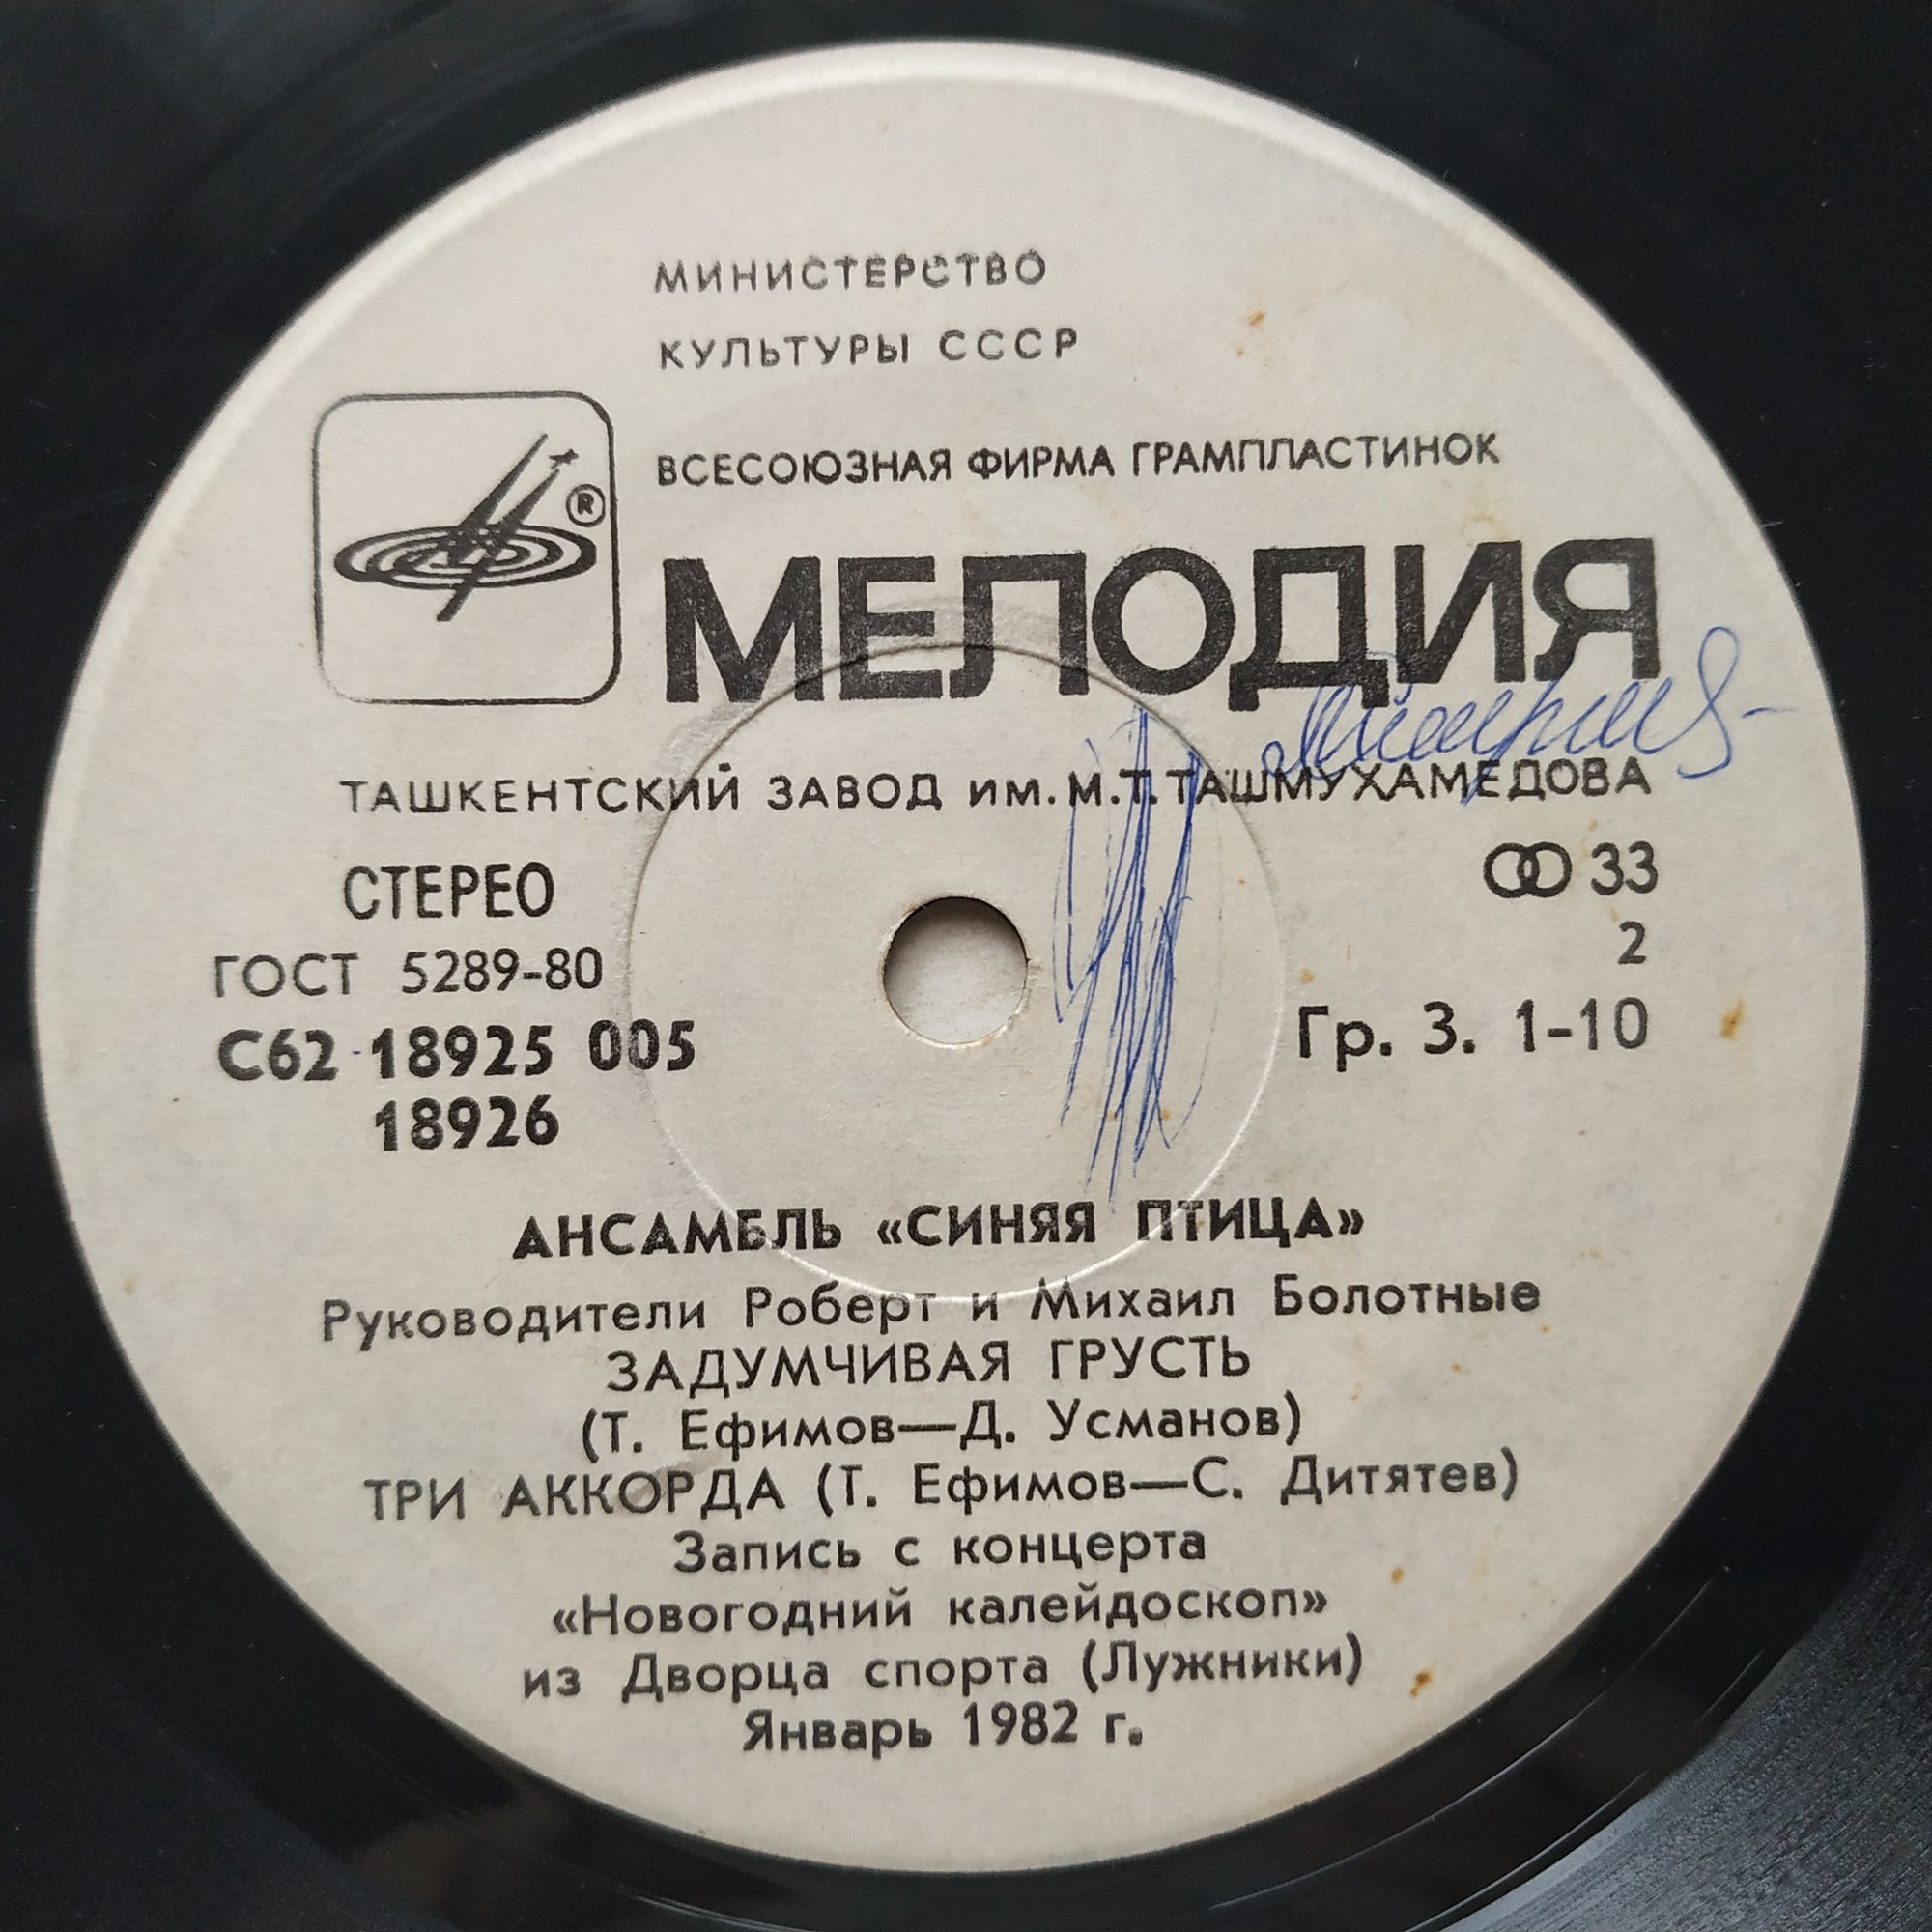 МИНИСТЕРСТВО
КУЛЬТУРЫ СССР
ВСЕСОЮЗНАЯ ФИРМА ГРАМПЛАСТИНОК
®
МЕЛОДИЯ
ТАШКЕНТСКИЙ ЗАВОД им. М.Т. ТАШМУХАМЕДОВА
СТЕРЕО
33
ГОСТ 5289-80
2
С62 18925 005
Гр. 3. 1-10
18926
АНСАМБЛЬ «СИНЯЯ ПТИЦА»
Руководители Роберт и Михаил Болотные
ЗАДУМЧИВАЯ ГРУСТЬ
(Т. Ефимов—Д. Усманов)
ТРИ АККОРДА (Т. Ефимов—С. Дитятев)
Запись с концерта
«Новогодний калейдоскоп»
из Дворца спорта (Лужники)
Январь 1982 г.